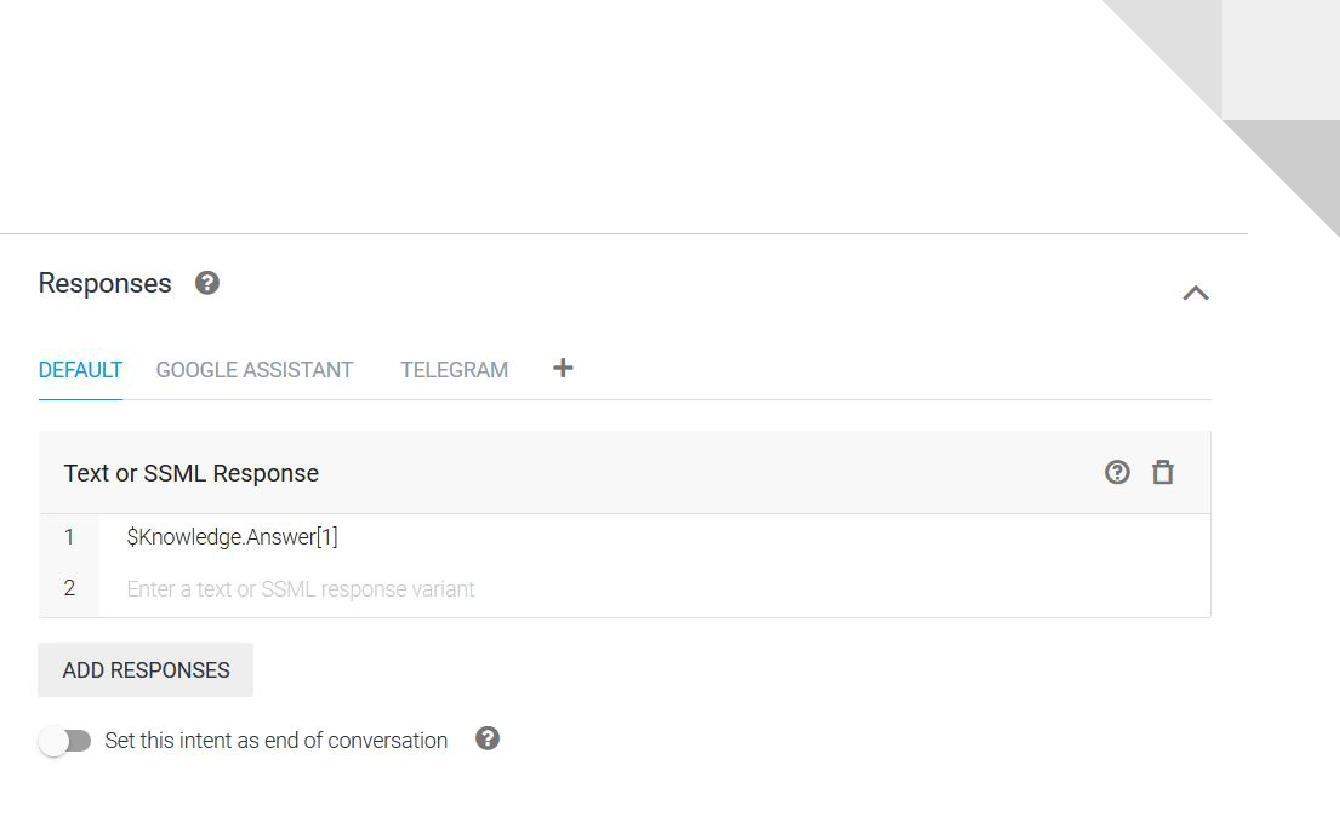 Responses ?
DEFAULT GOOGLE ASSISTANT TELEGRAM +
Text or SSML Response ?
1 $Knowledge.Answer[1]
2 Enter a text or SSML response variant
ADD RESPONSES
Set this intent as end of conversation ?